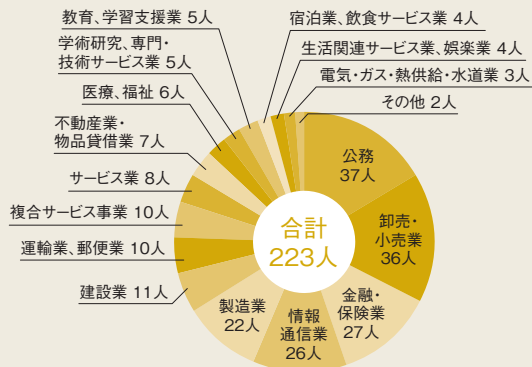 教育、学習支援業 5人
学術研究、専門・
技術サービス業 5人
医療、福祉 6人
不動産業・
物品賃借業 7人
サービス業 8人
複合サービス事業 10人
運輸業、郵便業 10人
建設業 11人
製造業
22人
情報
通信業
26人
金融・
保険業
27人
卸売・
小売業
36人
公務
37人
その他 2人
電気・ガス・熱供給・水道業 3人
生活関連サービス業、娯楽業 4人
宿泊業、飲食サービス業 4人
合計
223人